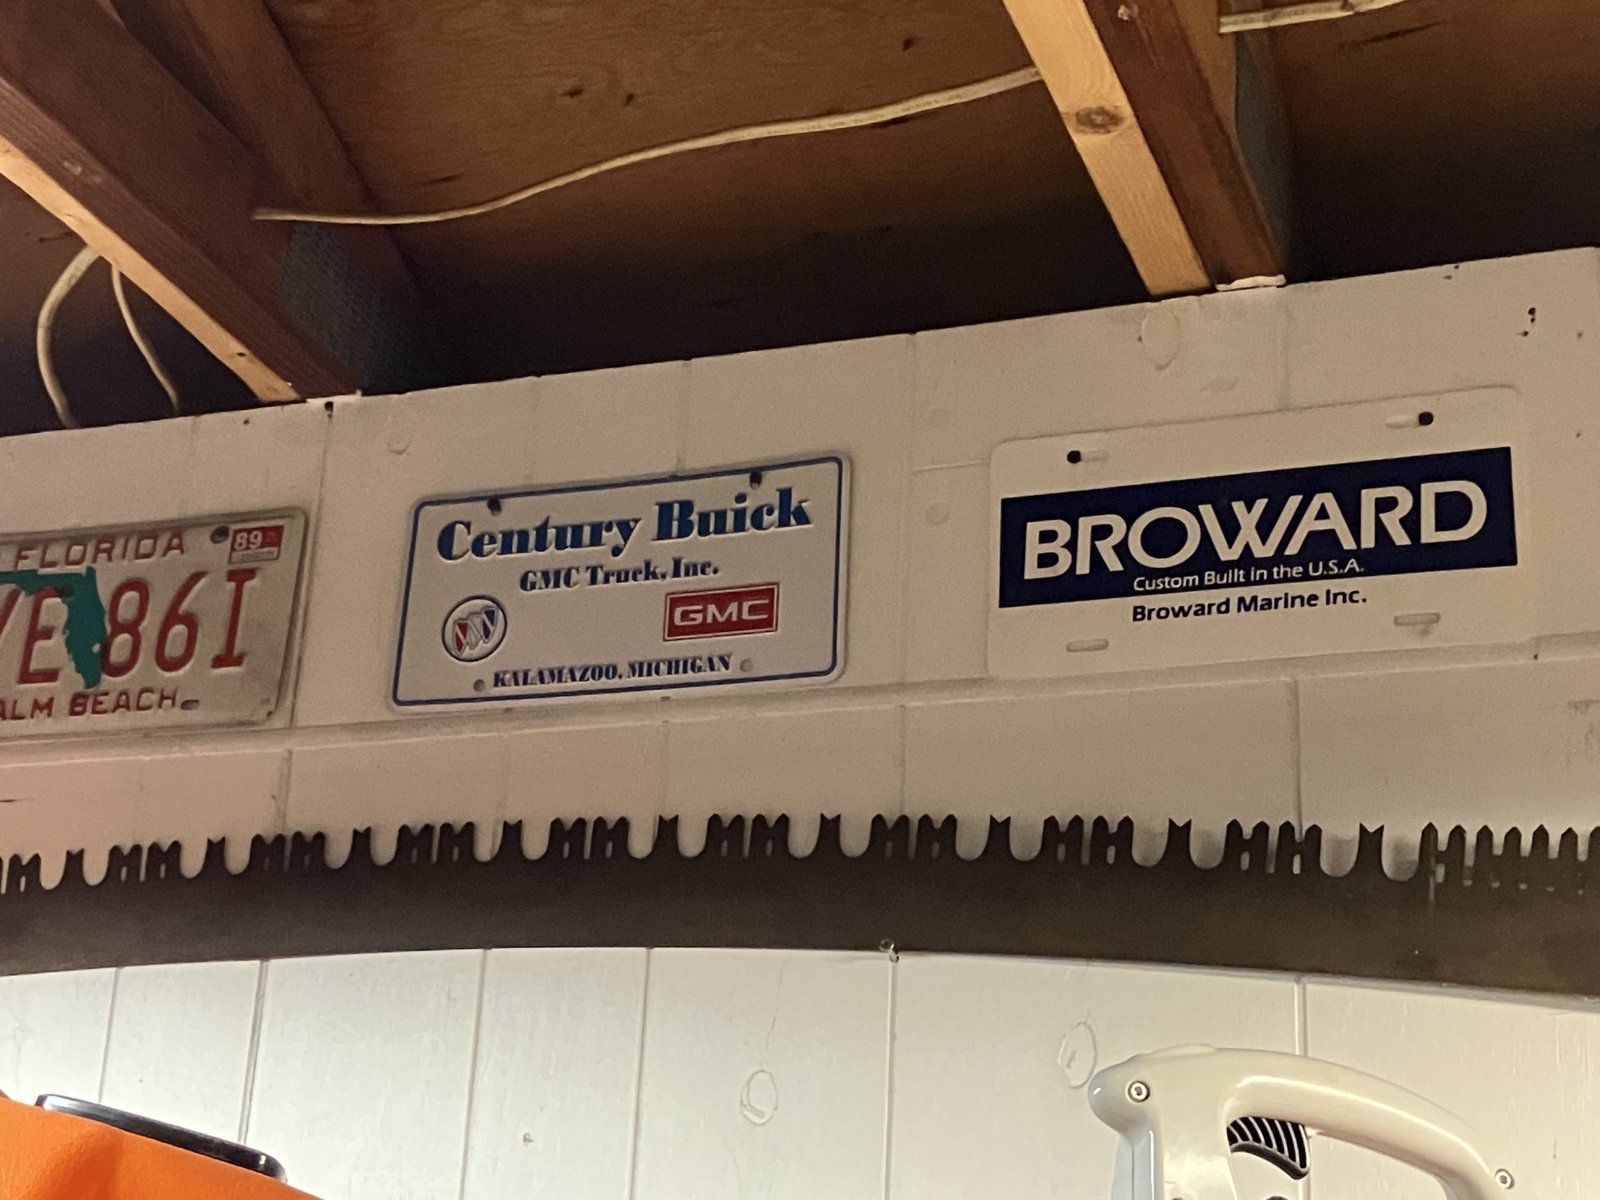 FLORIDA
89
YE 86I
ALM BEACH
Century Buick
GMC Truck, Inc.
GMC
KALAMAZOO, MICHIGAN
BROWARD
Custom Built in the U.S.A.
Broward Marine Inc.